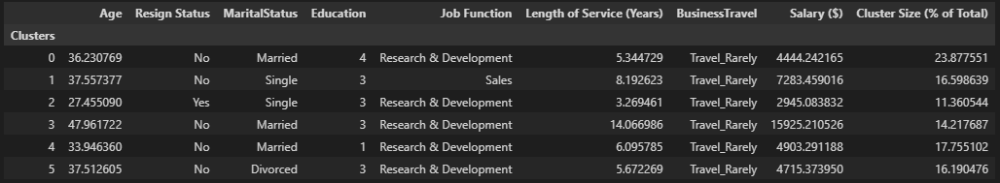 Age Resign Status MaritalStatus Education Job Function Length of Service (Years) BusinessTravel Salary ($) Cluster Size (% of Total)
Clusters
0 36.230769 No Married 4 Research & Development 5.344729 Travel_Rarely 4444.242165 23.877551
1 37.557377 No Single 3 Sales 8.192623 Travel_Rarely 7283.459016 16.598639
2 27.455090 Yes Single 3 Research & Development 3.269461 Travel_Rarely 2945.083832 11.360544
3 47.961722 No Married 3 Research & Development 14.066986 Travel_Rarely 15925.210526 14.217687
4 33.946360 No Married 1 Research & Development 6.095785 Travel_Rarely 4903.291188 17.755102
5 37.512605 No Divorced 3 Research & Development 5.672269 Travel_Rarely 4715.373950 16.190476